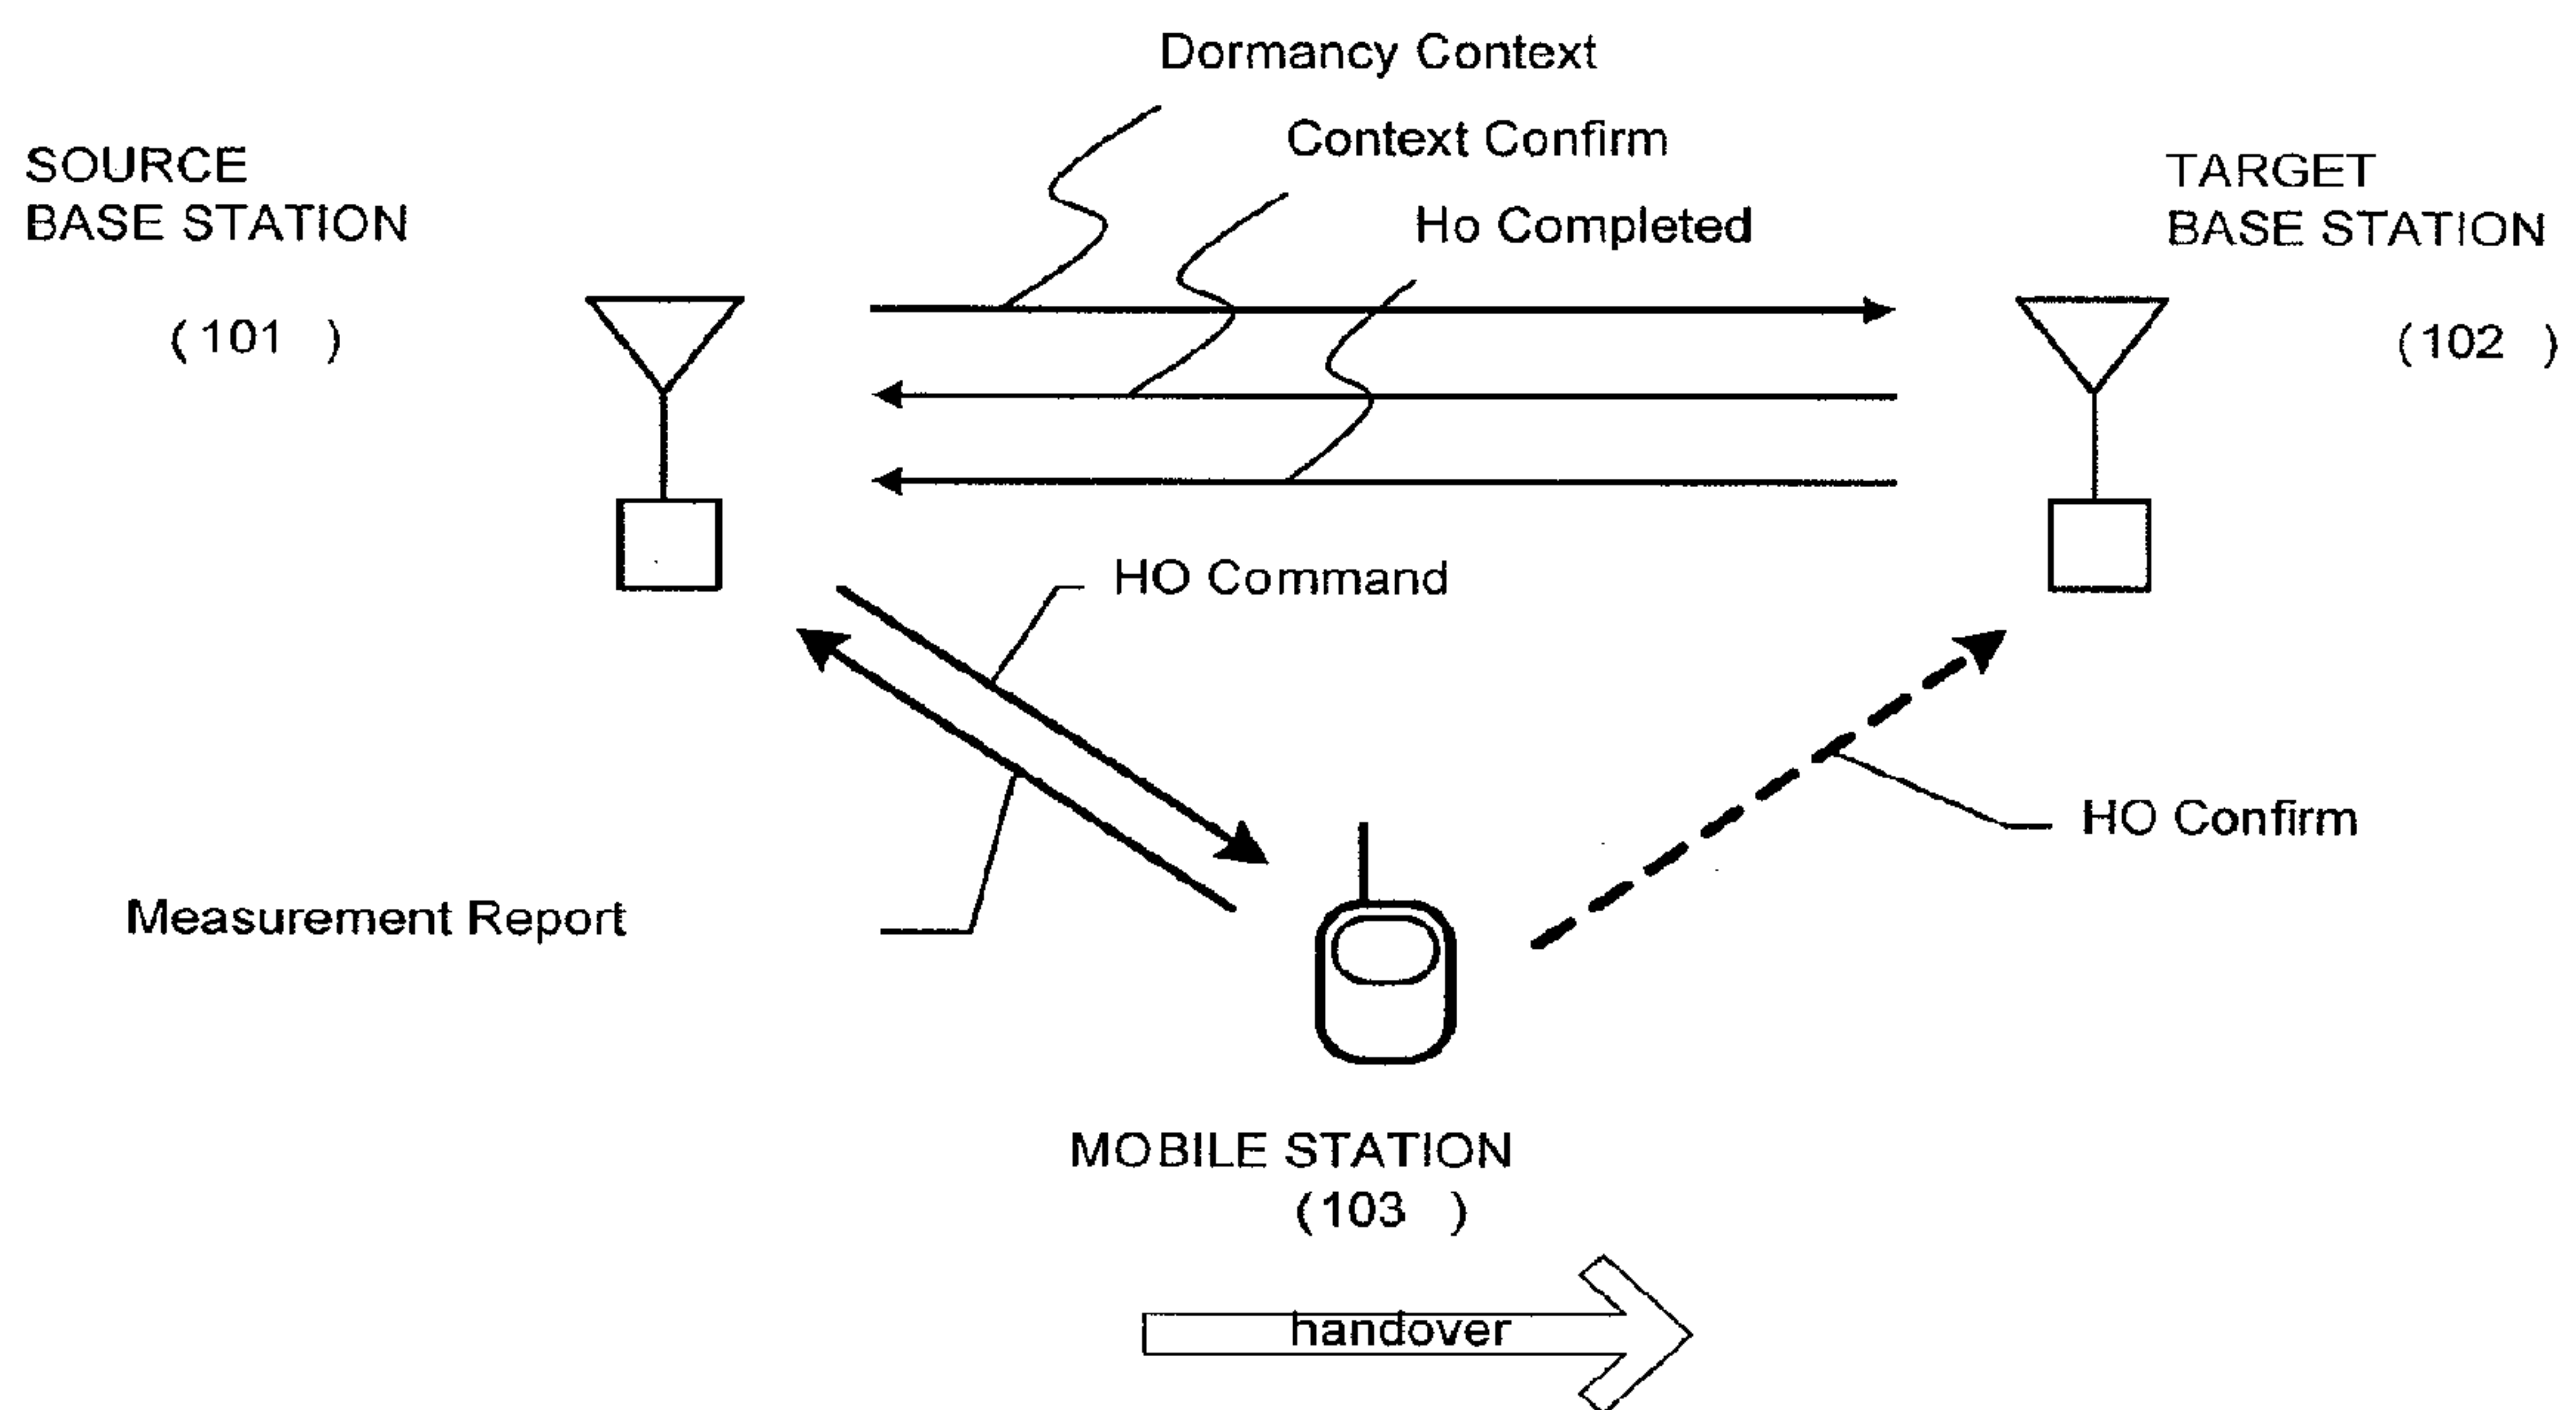 Dormancy Context
Context Confirm
Ho Completed
SOURCE
BASE STATION
(101 )
TARGET
BASE STATION
(102 )
HO Command
HO Confirm
Measurement Report
MOBILE STATION
(103 )
handover